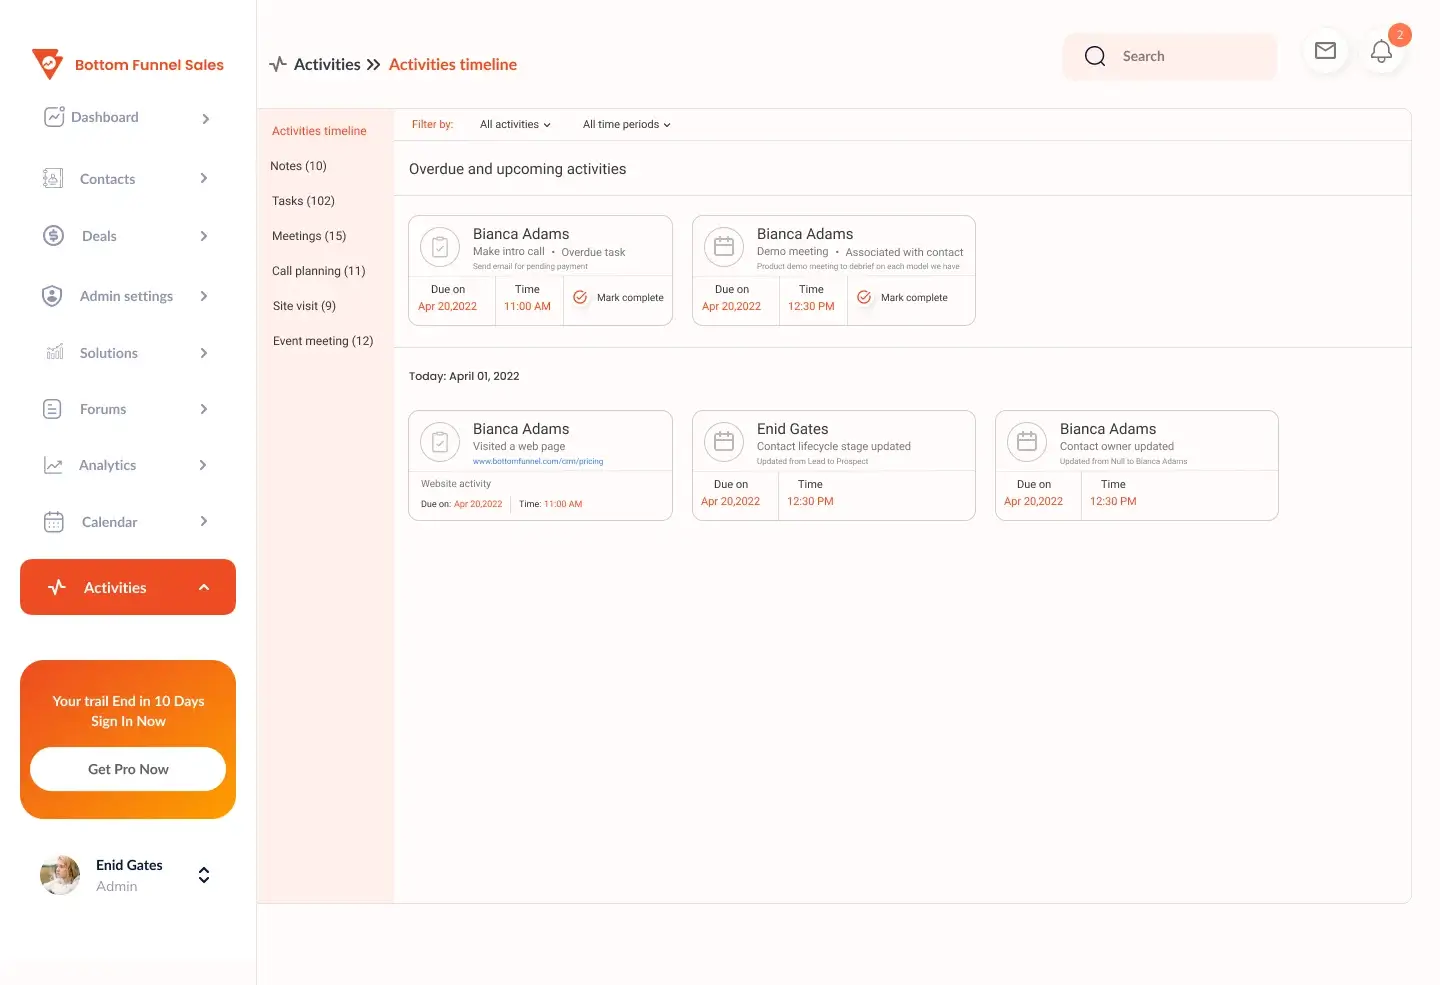 Bottom Funnel Sales
Dashboard
Contacts
Deals
Admin settings
Solutions
Forums
Analytics
Calendar
Activities
Your trail End in 10 Days
Sign In Now
Get Pro Now
Enid Gates
Admin
Activities
Activities timeline
Search
2
Activities timeline
Notes (10)
Tasks (102)
Meetings (15)
Call planning (11)
Site visit (9)
Event meeting (12)
Filter by: All activities All time periods
Overdue and upcoming activities
Bianca Adams
Make intro call • Overdue task
Send email for pending payment
Due on
Apr 20,2022
Time
11:00 AM
Mark complete
Bianca Adams
Demo meeting • Associated with contact
Product demo meeting to debrief on each model we have
Due on
Apr 20,2022
Time
12:30 PM
Mark complete
Today: April 01, 2022
Bianca Adams
Visited a web page
www.bottomfunnel.com/crm/pricing
Website activity
Due on: Apr 20,2022 Time: 11:00 AM
Enid Gates
Contact lifecycle stage updated
Updated from Lead to Prospect
Due on
Apr 20,2022
Time
12:30 PM
Bianca Adams
Contact owner updated
Updated from Null to Bianca Adams
Due on
Apr 20,2022
Time
12:30 PM